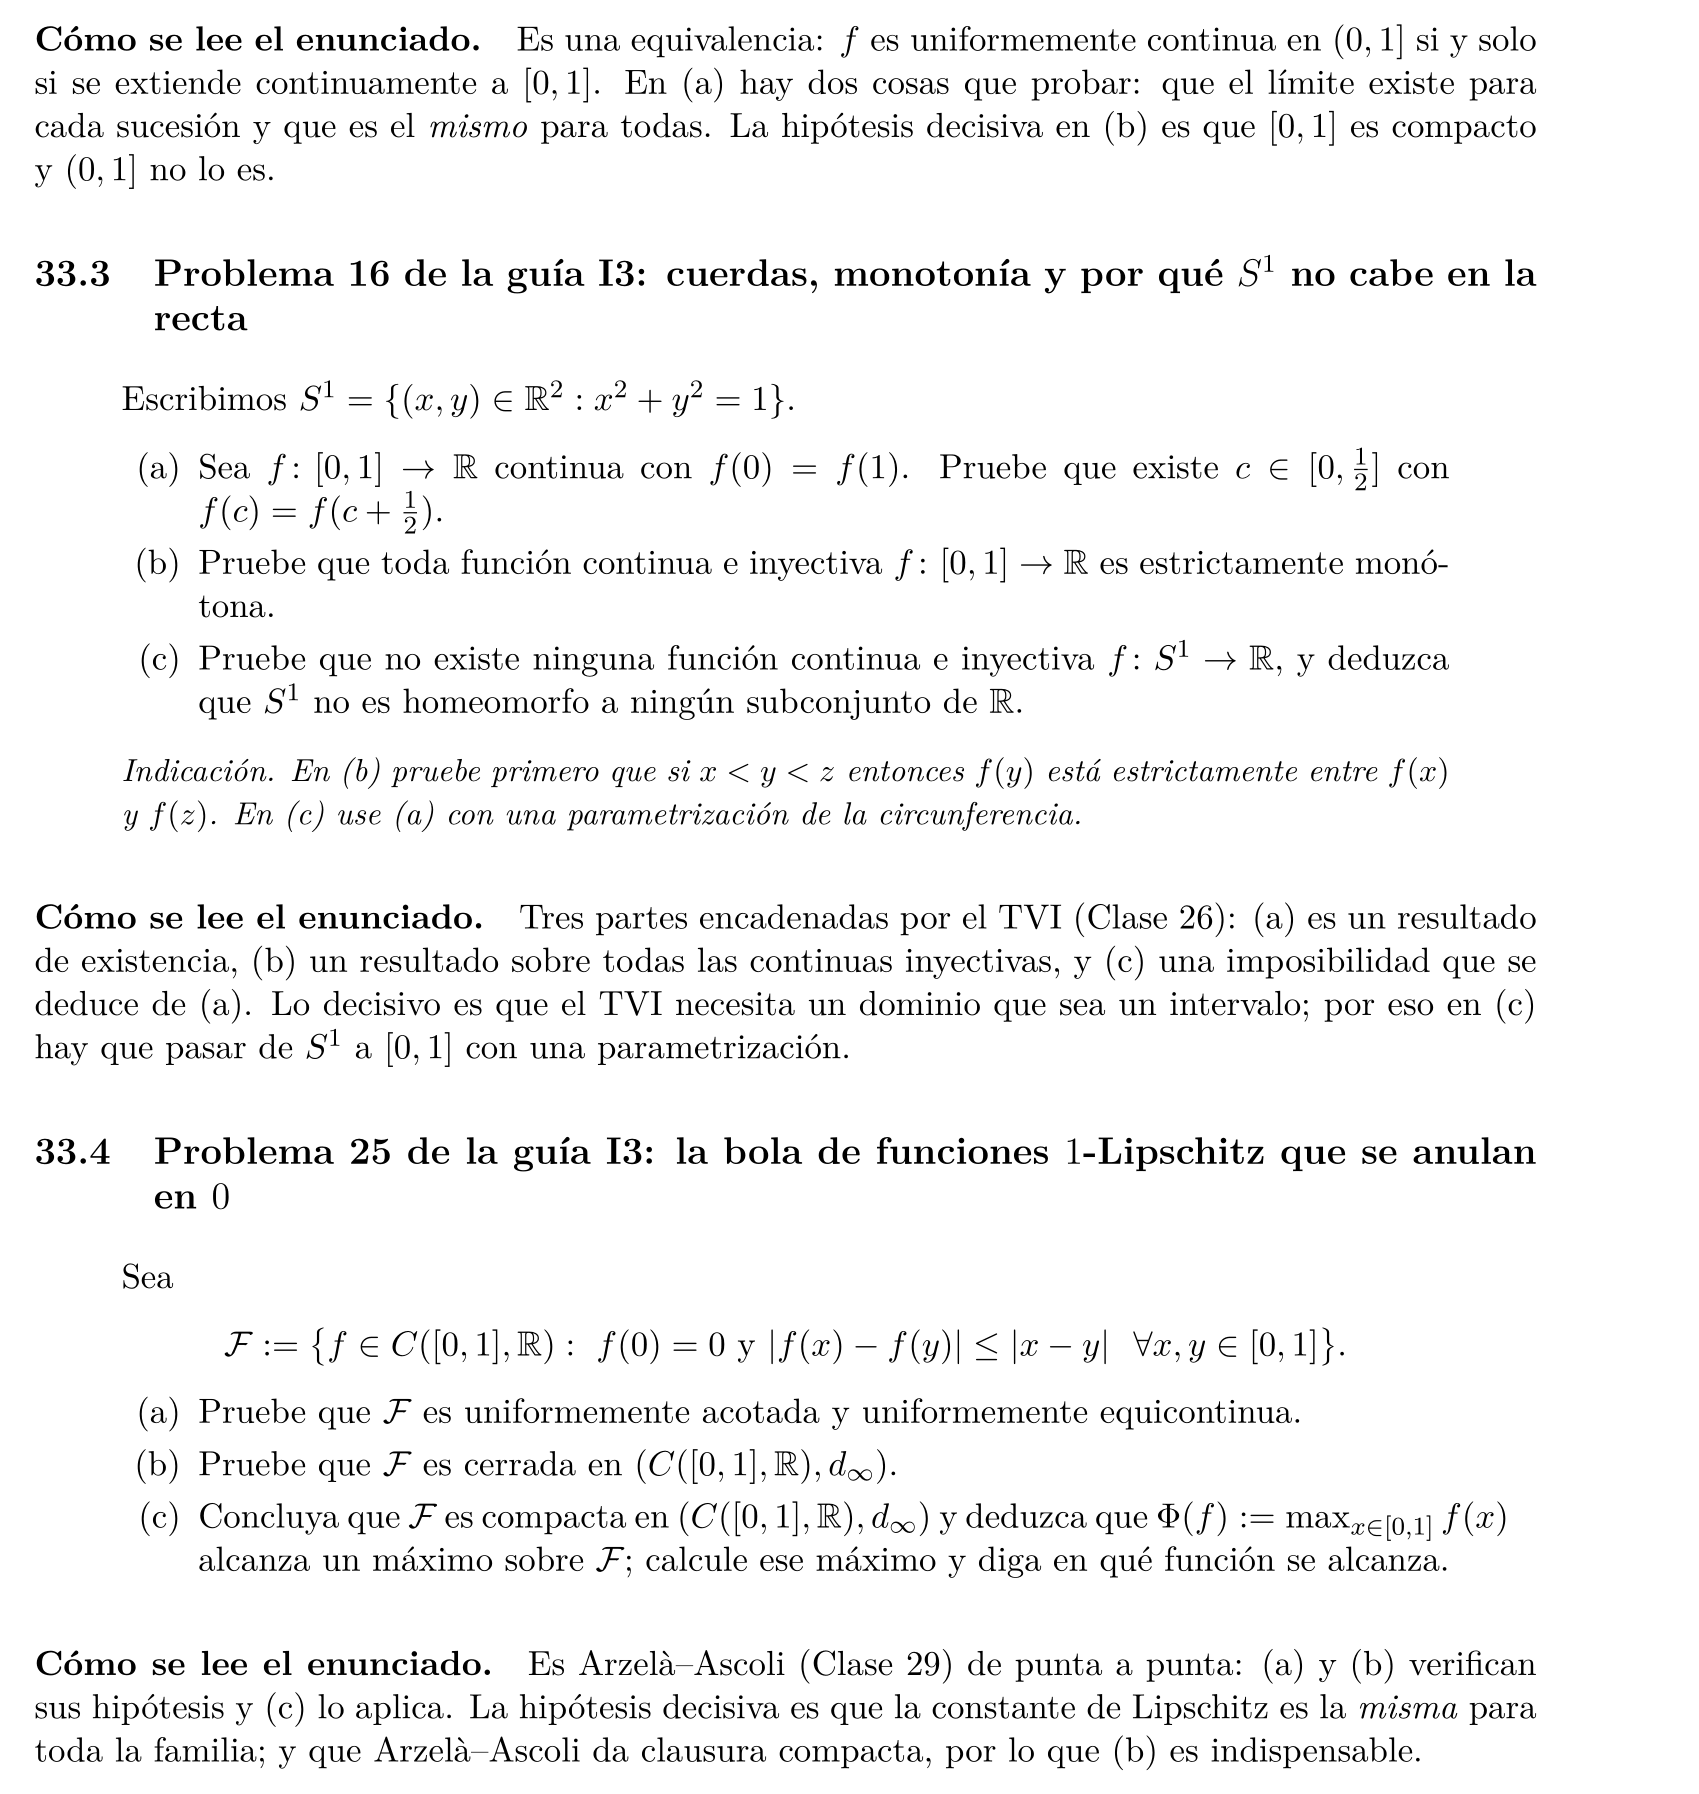 Cómo se lee el enunciado. Es una equivalencia: f es uniformemente continua en (0, 1] si y solo
si se extiende continuamente a [0, 1]. En (a) hay dos cosas que probar: que el límite existe para
cada sucesión y que es el mismo para todas. La hipótesis decisiva en (b) es que [0, 1] es compacto
y (0, 1] no lo es.
33.3 Problema 16 de la guía I3: cuerdas, monotonía y por qué S¹ no cabe en la
recta
Escribimos S¹ = {(x, y) ∈ ℝ² : x² + y² = 1}.
(a) Sea f : [0, 1] → ℝ continua con f(0) = f(1). Pruebe que existe c ∈ [0, ½] con
f(c) = f(c + ½).
(b) Pruebe que toda función continua e inyectiva f : [0, 1] → ℝ es estrictamente monó-
tona.
(c) Pruebe que no existe ninguna función continua e inyectiva f : S¹ → ℝ, y deduzca
que S¹ no es homeomorfo a ningún subconjunto de ℝ.
Indicación. En (b) pruebe primero que si x < y < z entonces f(y) está estrictamente entre f(x)
y f(z). En (c) use (a) con una parametrización de la circunferencia.
Cómo se lee el enunciado. Tres partes encadenadas por el TVI (Clase 26): (a) es un resultado
de existencia, (b) un resultado sobre todas las continuas inyectivas, y (c) una imposibilidad que se
deduce de (a). Lo decisivo es que el TVI necesita un dominio que sea un intervalo; por eso en (c)
hay que pasar de S¹ a [0, 1] con una parametrización.
33.4 Problema 25 de la guía I3: la bola de funciones 1-Lipschitz que se anulan
en 0
Sea
ℱ := {f ∈ C([0, 1], ℝ) : f(0) = 0 y |f(x) − f(y)| ≤ |x − y| ∀x, y ∈ [0, 1]}.
(a) Pruebe que ℱ es uniformemente acotada y uniformemente equicontinua.
(b) Pruebe que ℱ es cerrada en (C([0, 1], ℝ), d∞).
(c) Concluya que ℱ es compacta en (C([0, 1], ℝ), d∞) y deduzca que Φ(f) := maxₓ∈[0,1] f(x)
alcanza un máximo sobre ℱ; calcule ese máximo y diga en qué función se alcanza.
Cómo se lee el enunciado. Es Arzelà–Ascoli (Clase 29) de punta a punta: (a) y (b) verifican
sus hipótesis y (c) lo aplica. La hipótesis decisiva es que la constante de Lipschitz es la misma para
toda la familia; y que Arzelà–Ascoli da clausura compacta, por lo que (b) es indispensable.